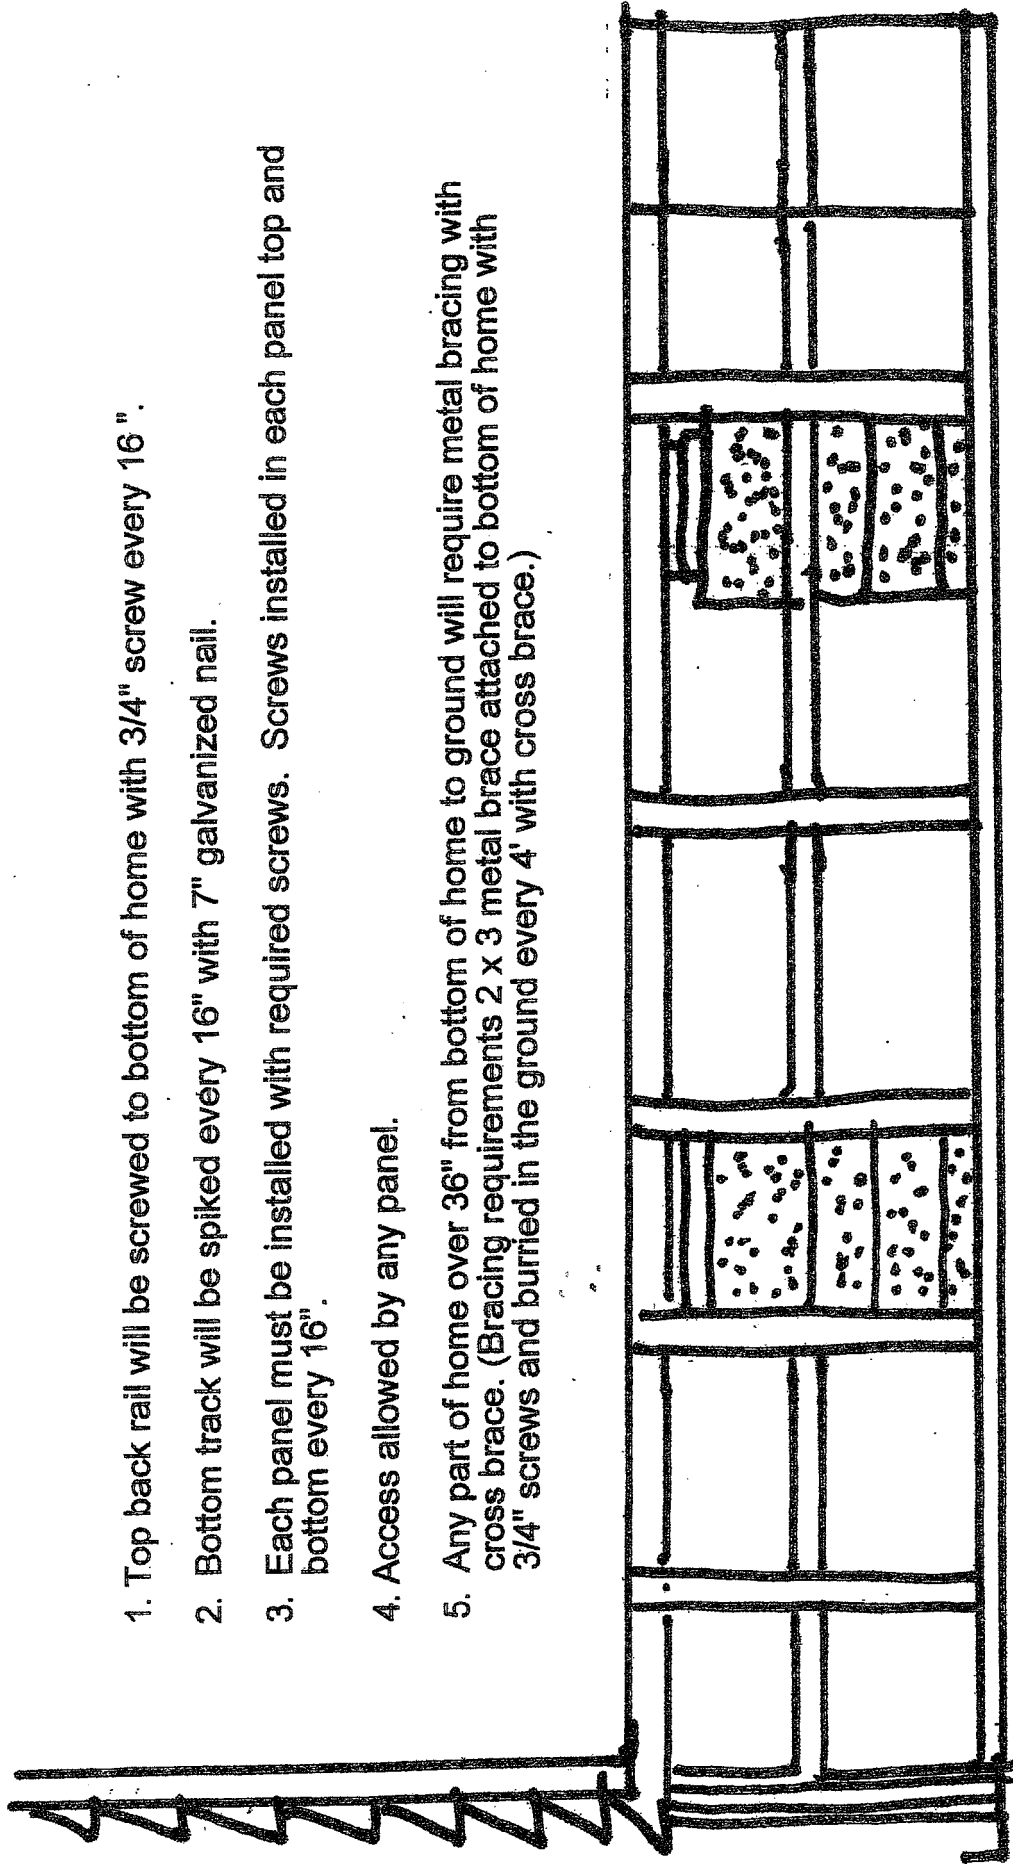 1. Top back rail will be screwed to bottom of home with 3/4" screw every 16".
2. Bottom track will be spiked every 16" with 7" galvanized nail.
3. Each panel must be installed with required screws. Screws installed in each panel top and
bottom every 16".
4. Access allowed by any panel.
5. Any part of home over 36" from bottom of home to ground will require metal bracing with
cross brace. (Bracing requirements 2 x 3 metal brace attached to bottom of home with
3/4" screws and burried in the ground every 4' with cross brace.)